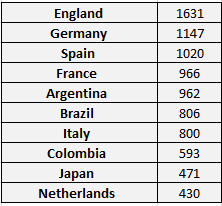 England 1631
Germany 1147
Spain 1020
France 966
Argentina 962
Brazil 806
Italy 800
Colombia 593
Japan 471
Netherlands 430